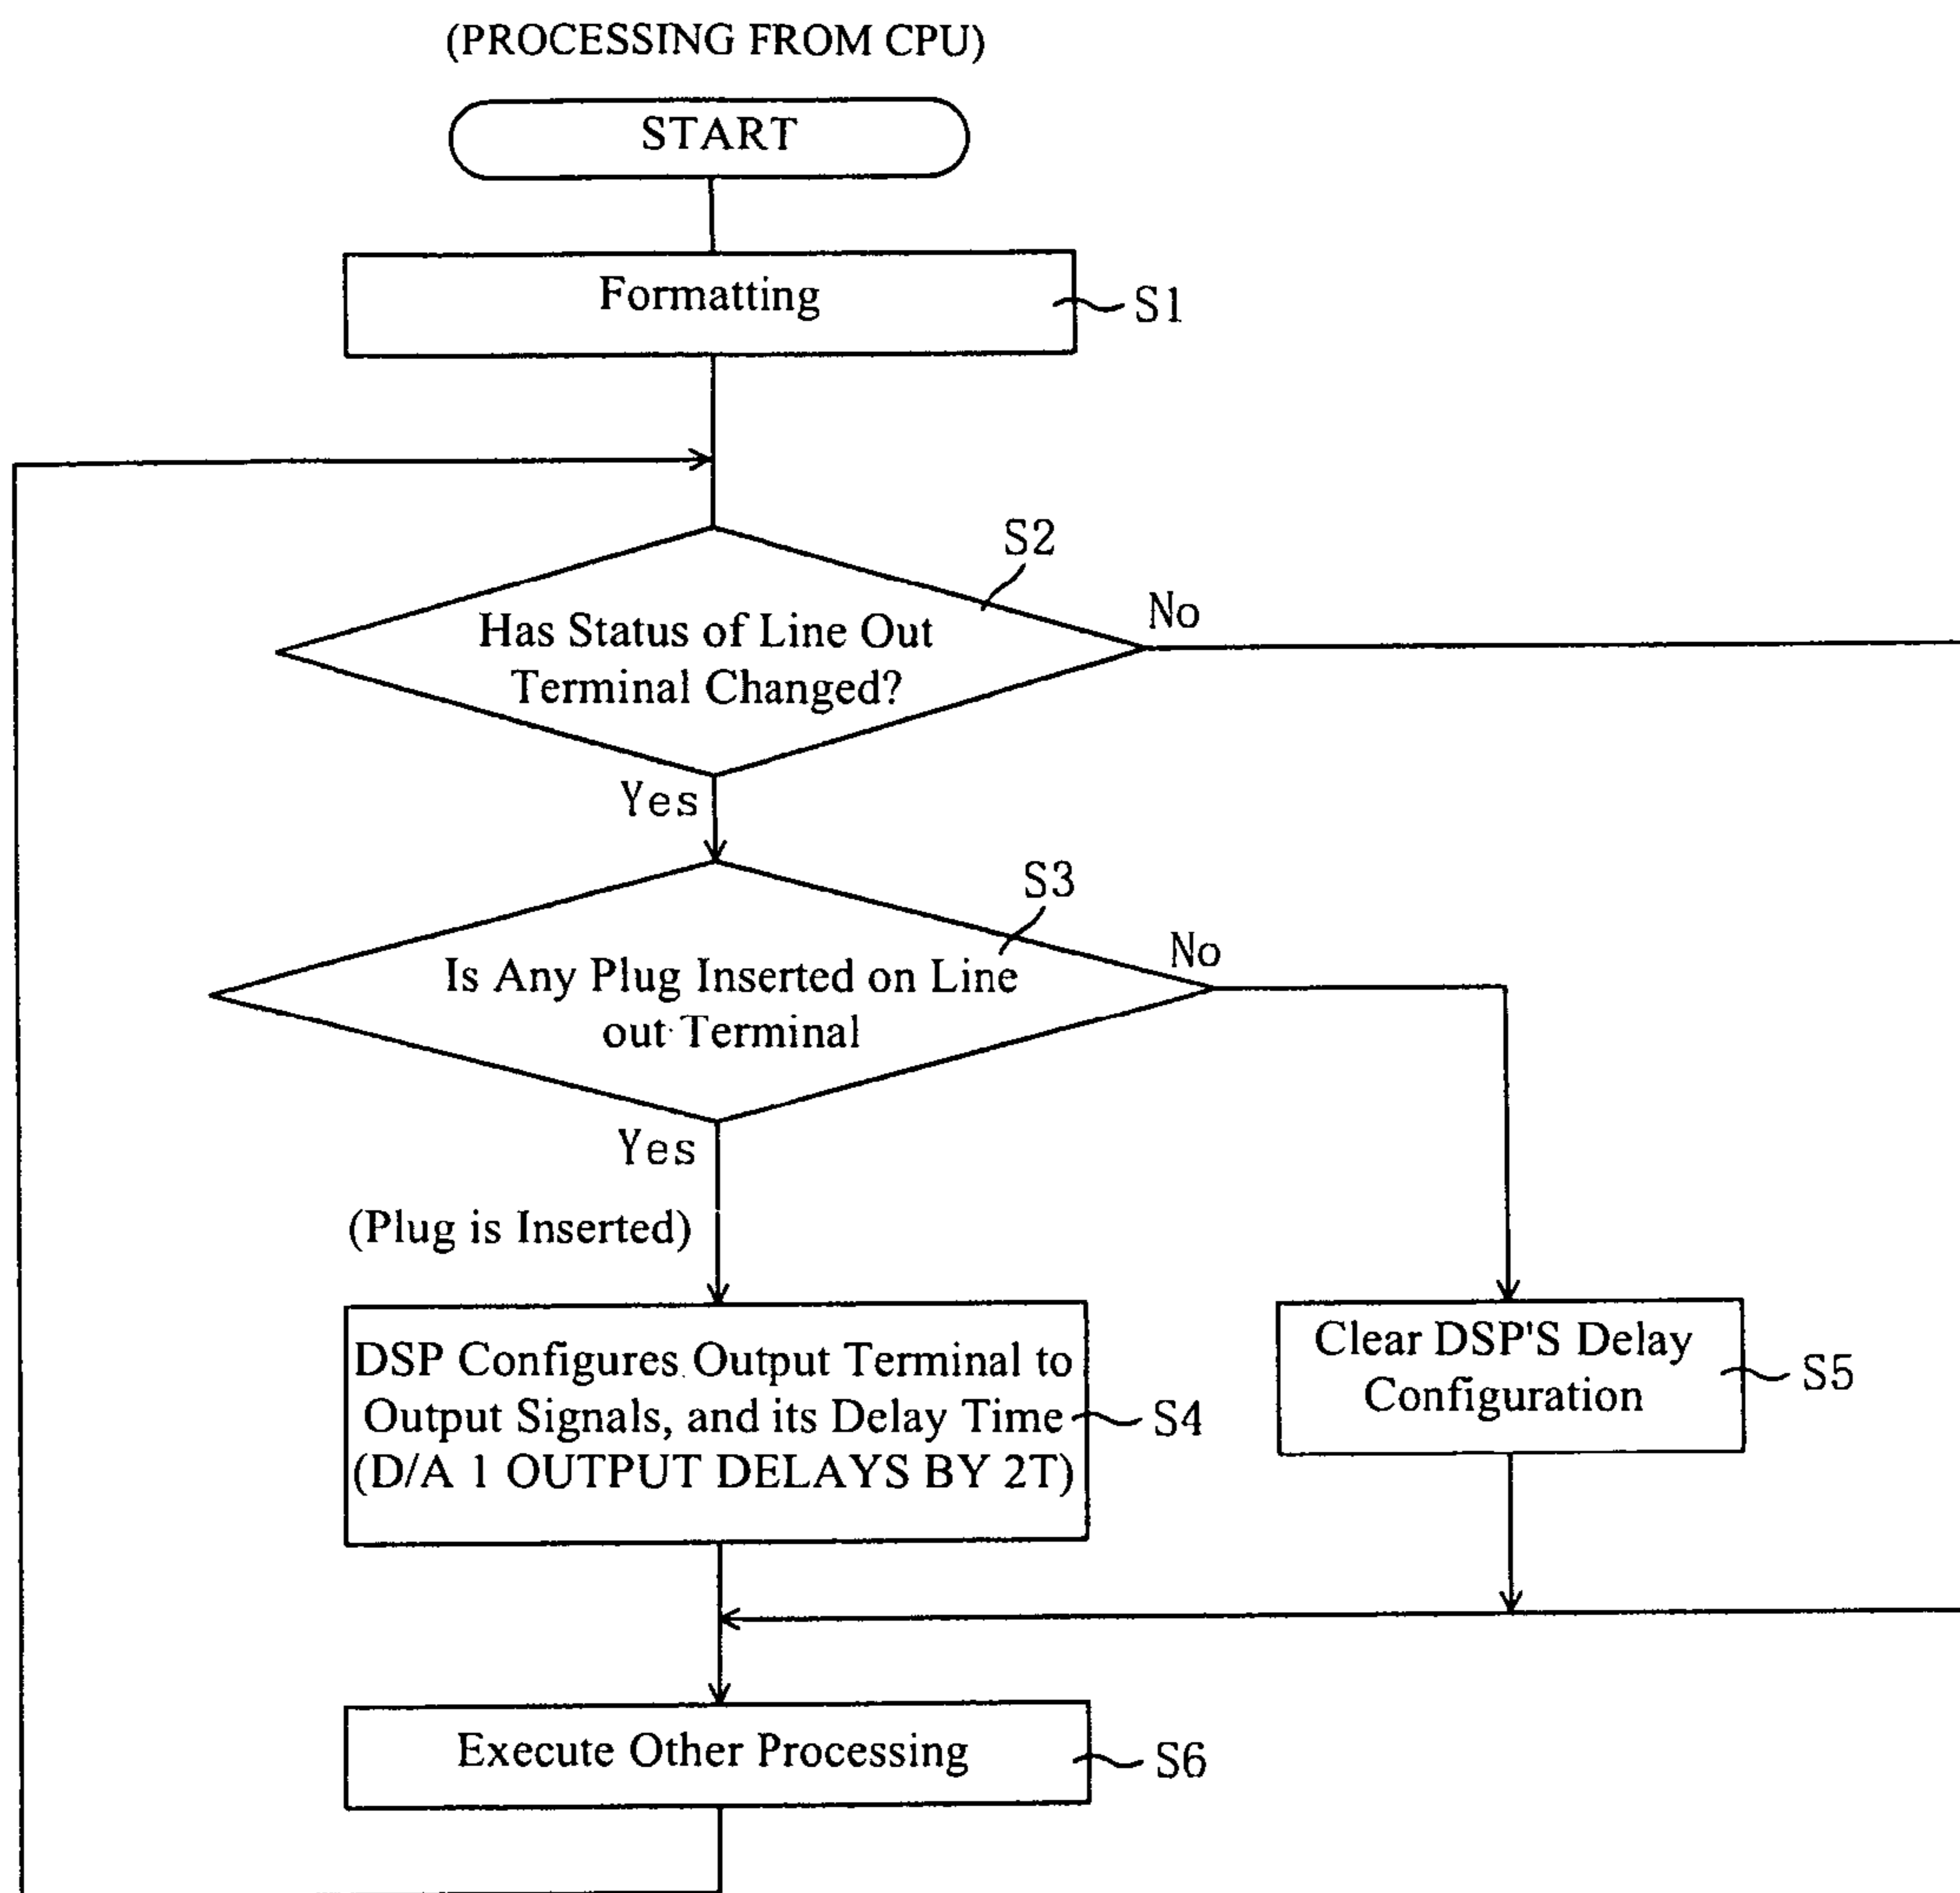 (PROCESSING FROM CPU)
START
Formatting
S1
S2
Has Status of Line Out
Terminal Changed?
No
Yes
S3
Is Any Plug Inserted on Line
out Terminal
No
Yes
(Plug is Inserted)
DSP Configures Output Terminal to
Output Signals, and its Delay Time
(D/A 1 OUTPUT DELAYS BY 2T)
S4
Clear DSP'S Delay
Configuration
S5
Execute Other Processing
S6